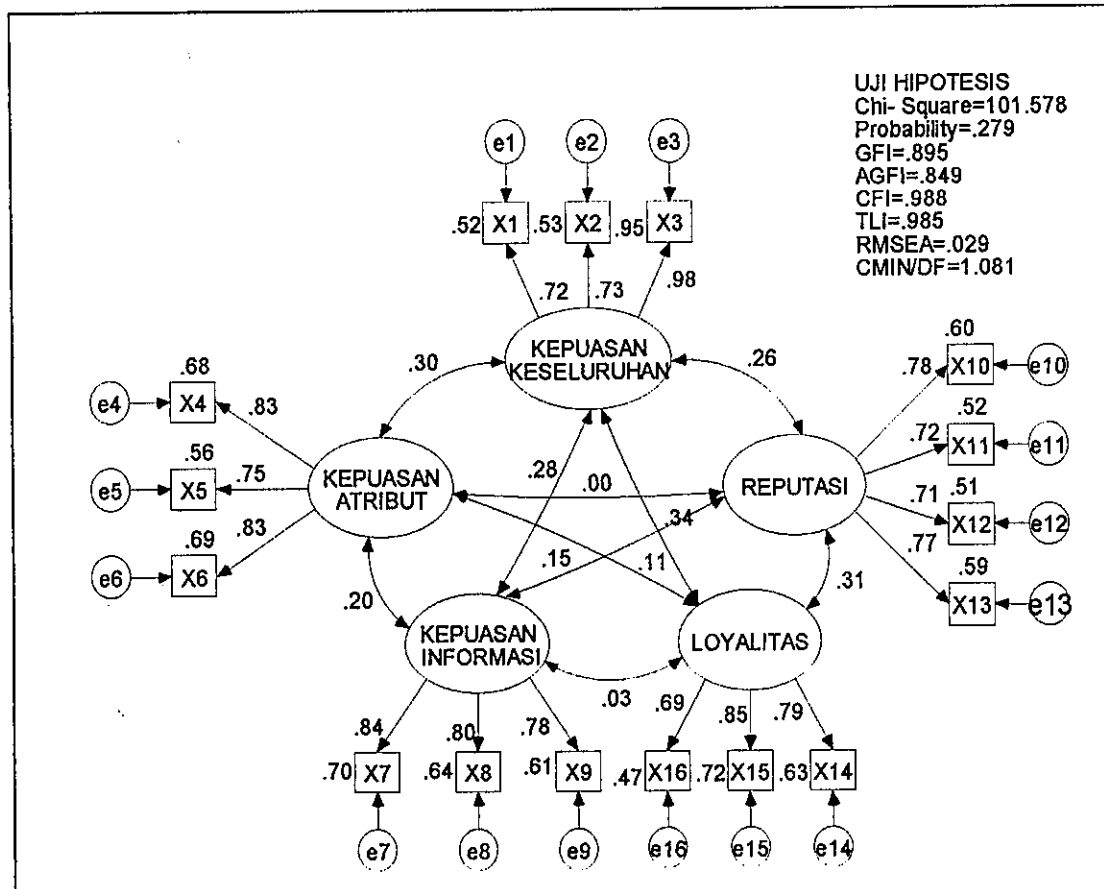 UJI HIPOTESIS
Chi- Square=101.578
Probability=.279
GFI=.895
AGFI=.849
CFI=.988
TLI=.985
RMSEA=.029
CMIN/DF=1.081
e1 e2 e3
.52 X1 .53 X2 .95 X3
.72 .73 .98
KEPUASAN
KESELURUHAN
.30 .26
.68
e4 X4 .83
.56
e5 X5 .75
.69
e6 X6 .83
KEPUASAN
ATRIBUT
.60
.78 X10 e10
.52
.72 X11 e11
.51
.71 X12 e12
.59
.77 X13 e13
REPUTASI
.28 .00
.34
.15 .11
.20 .31
KEPUASAN
INFORMASI
LOYALITAS
.03
.84 .80 .78
.69 .85 .79
.70 X7 .64 X8 .61 X9
.47 X16 .72 X15 .63 X14
e7 e8 e9 e16 e15 e14